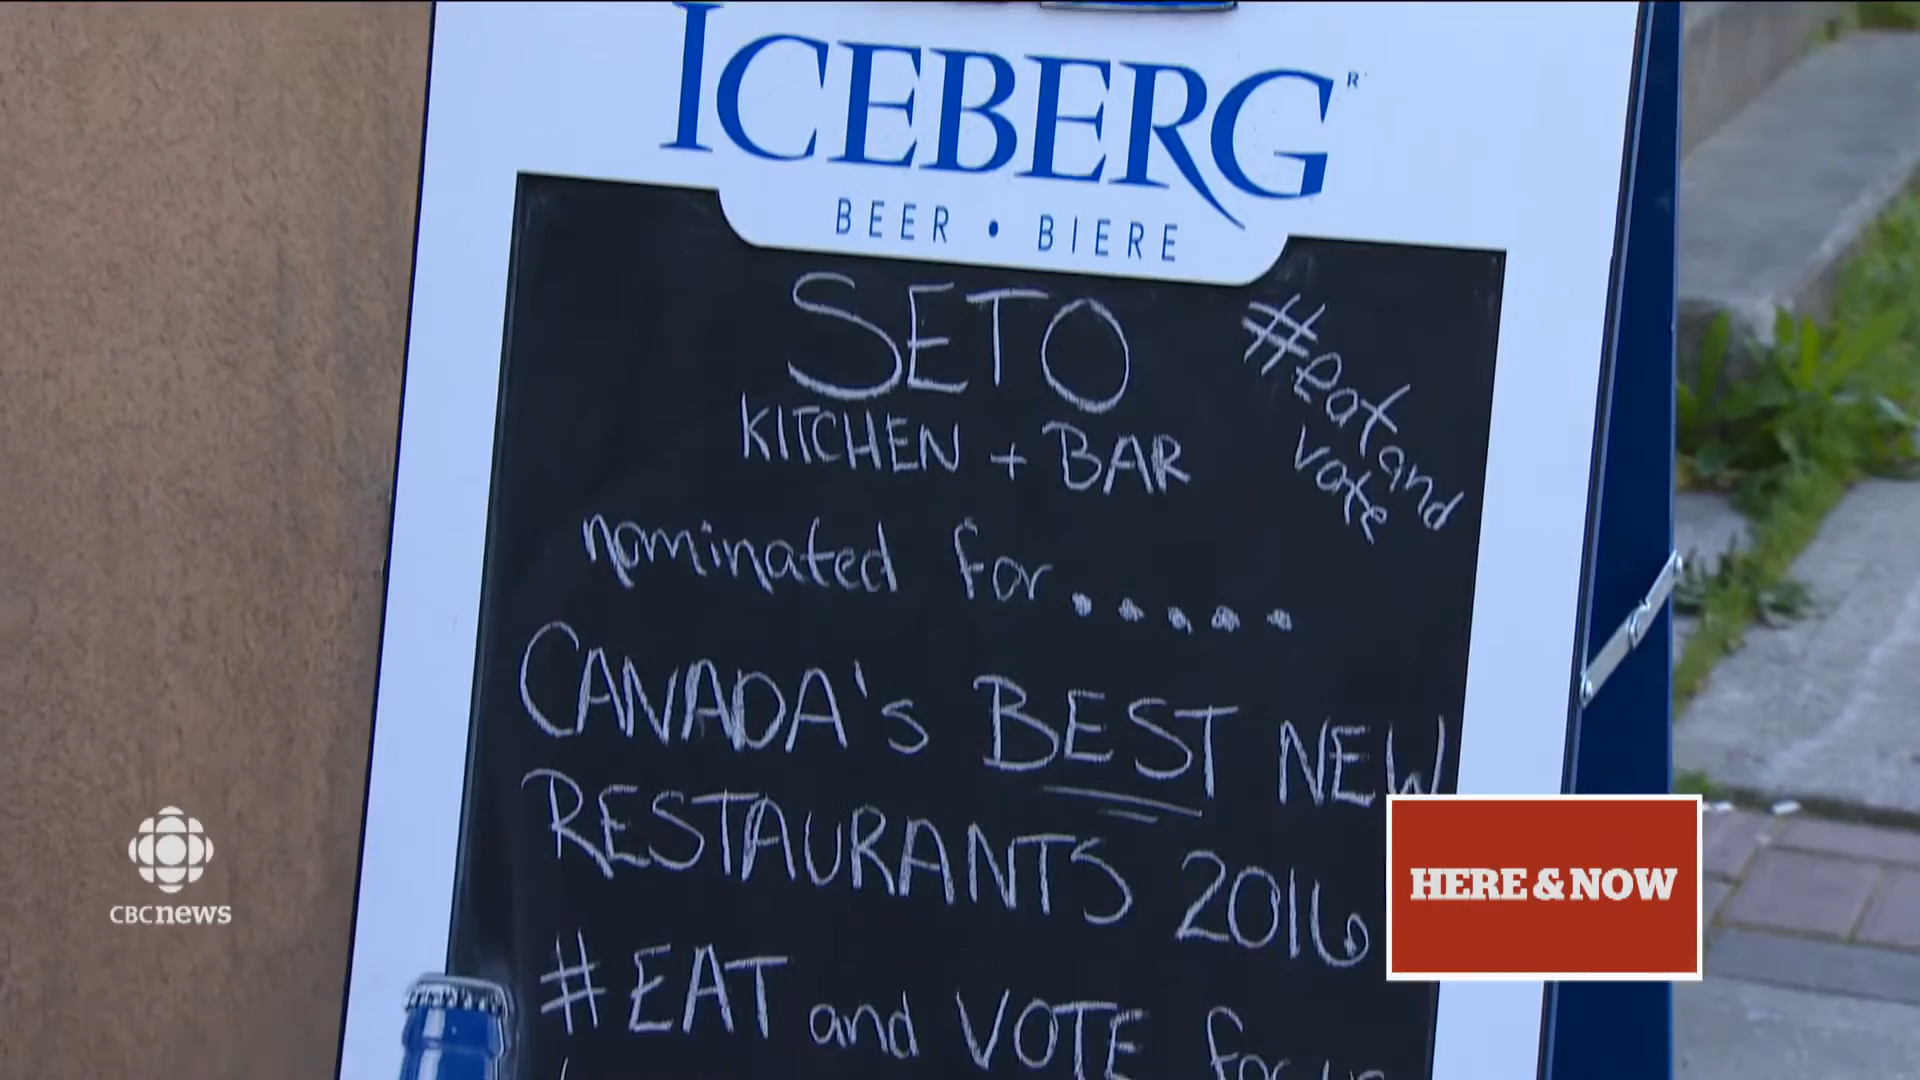 ICEBERG®
BEER • BIERE
SETO
KITCHEN + BAR
#eat and
vote
nominated for.....
CANADA's BEST NEW
RESTAURANTS 2016
#EAT and VOTE for us
HERE & NOW
CBC news